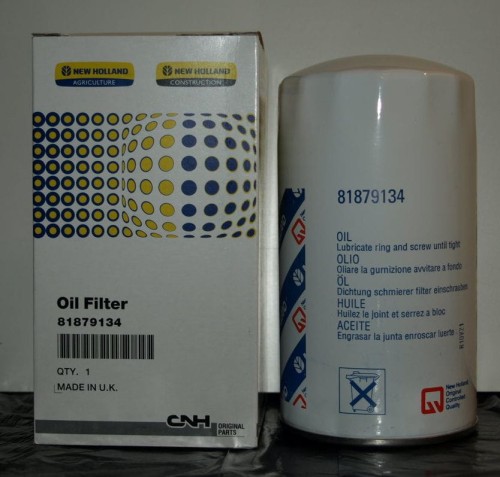 NEW HOLLAND
AGRICULTURE
NEW HOLLAND
CONSTRUCTION
Oil Filter
81879134
QTY. 1
MADE IN U.K.
CNH
ORIGINAL
PARTS
81879134
OIL
Lubricate ring and screw until tight
OLIO
Oliare la gurnizione avvitare a fondo
ÖL
Dichtung schmierer filter einschrauben
HUILE
Huilez le joint et serrez a bloc
ACEITE
Engrasar la junta enroscar fuerte
New Holland
Original
Controlled
Quality